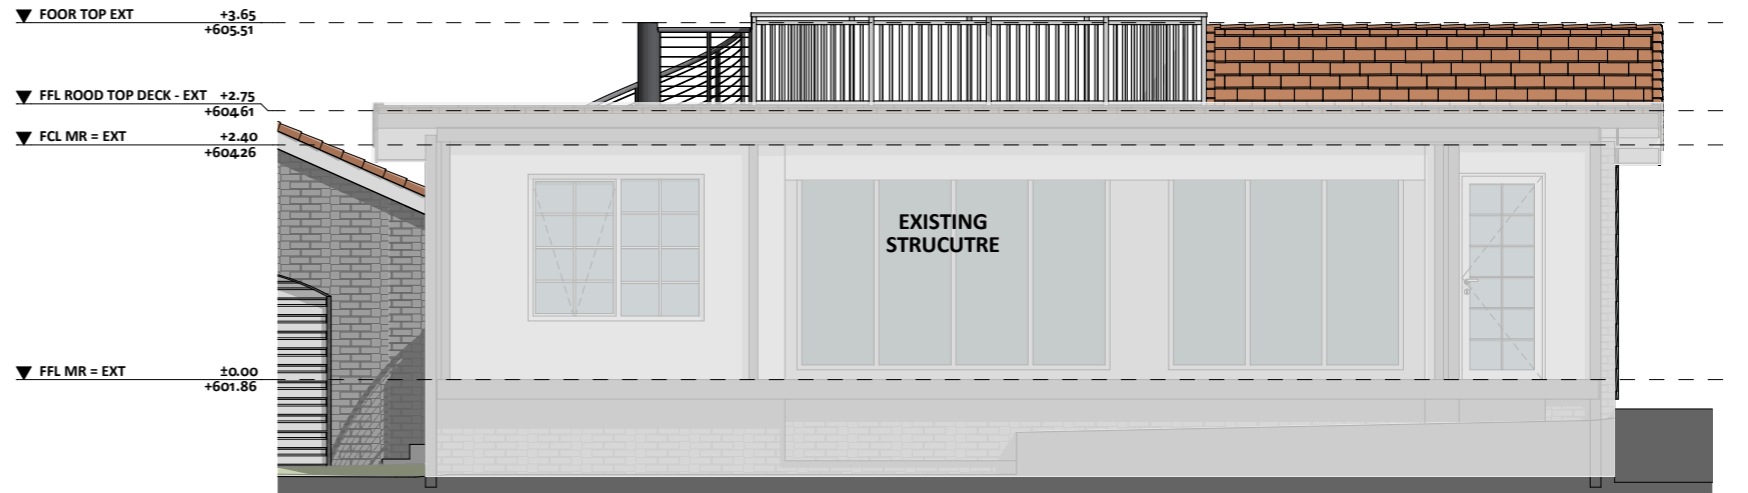 FOOR TOP EXT +3.65
+605.51
FFL ROOD TOP DECK - EXT +2.75
+604.61
FCL MR = EXT +2.40
+604.26
EXISTING
STRUCUTRE
FFL MR = EXT ±0.00
+601.86